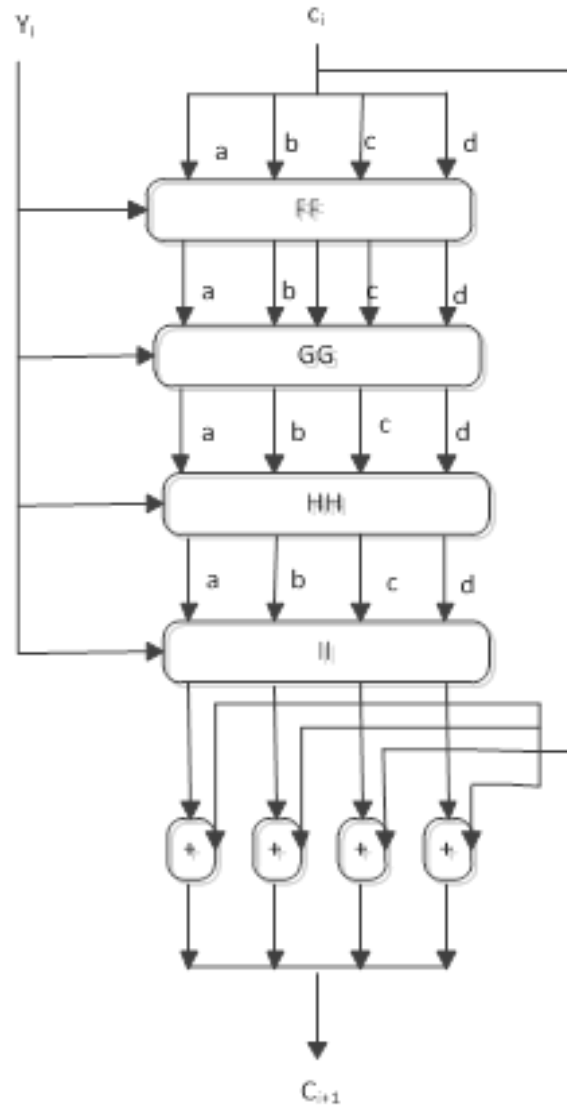 Yᵢ
cᵢ
a b c d
FF
a b c d
GG
a b c d
HH
a b c d
II
+ + + +
Cᵢ₊₁